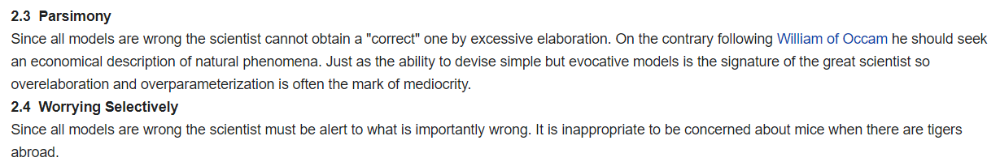 2.3 Parsimony
Since all models are wrong the scientist cannot obtain a "correct" one by excessive elaboration. On the contrary following William of Occam he should seek
an economical description of natural phenomena. Just as the ability to devise simple but evocative models is the signature of the great scientist so
overelaboration and overparameterization is often the mark of mediocrity.
2.4 Worrying Selectively
Since all models are wrong the scientist must be alert to what is importantly wrong. It is inappropriate to be concerned about mice when there are tigers
abroad.